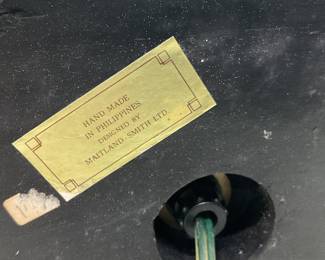 HAND MADE
IN PHILIPPINES
DESIGNED BY
MAITLAND - SMITH LTD.